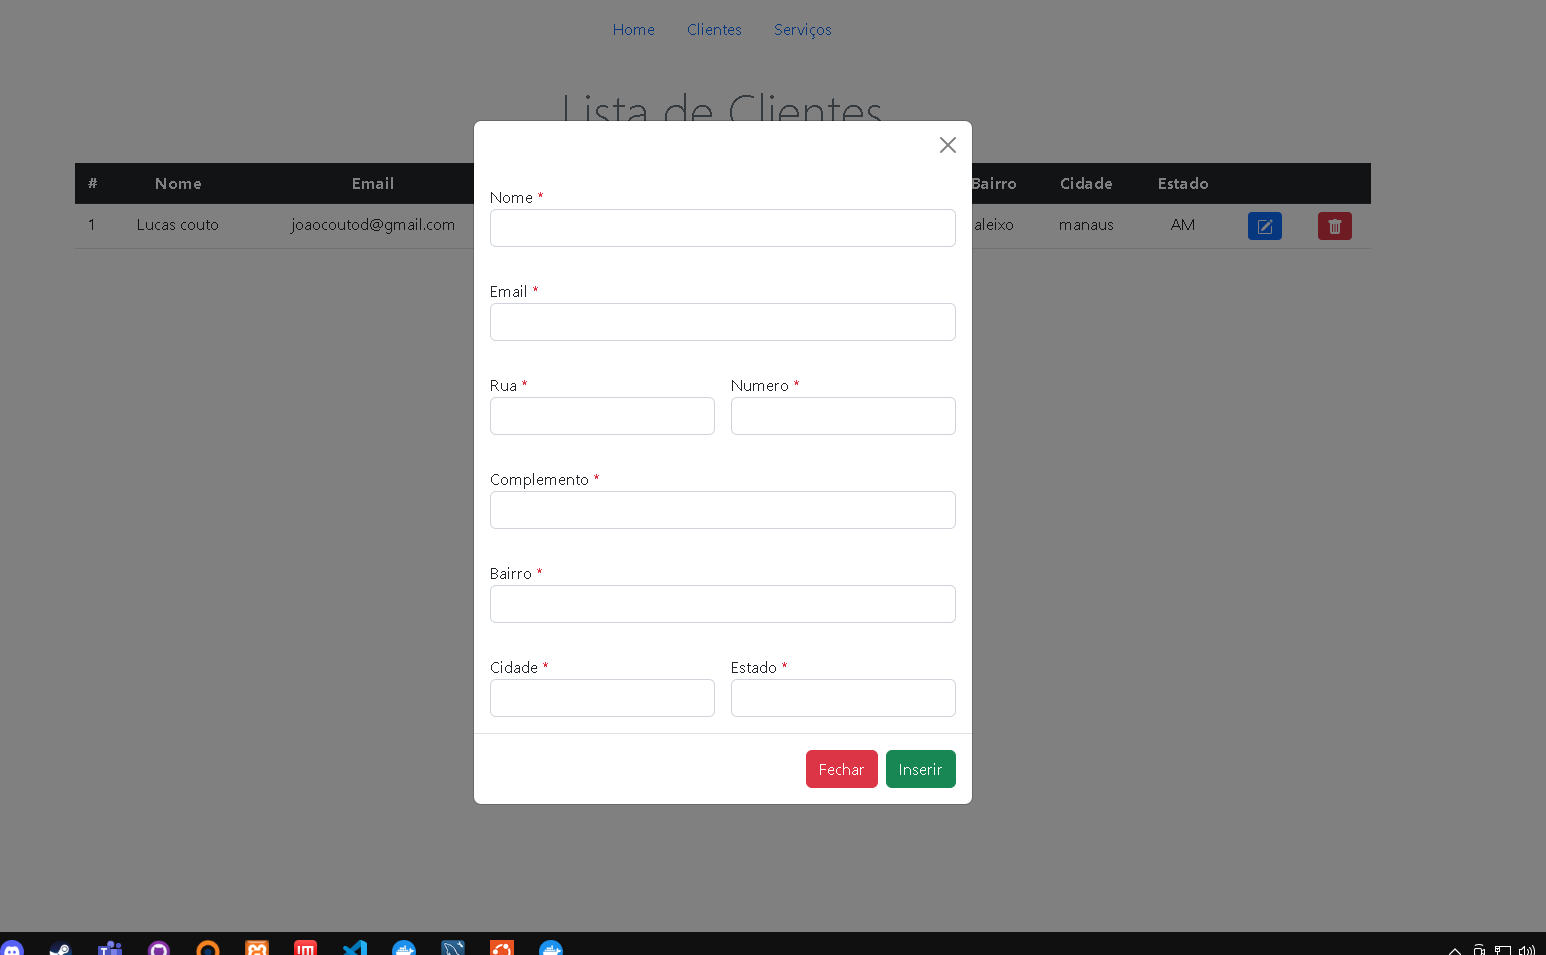 Home Clientes Serviços
Lista de Clientes
# Nome Email Bairro Cidade Estado
1 Lucas couto joaocoutod@gmail.com aleixo manaus AM
Nome *
Email *
Rua * Numero *
Complemento *
Bairro *
Cidade * Estado *
Fechar Inserir